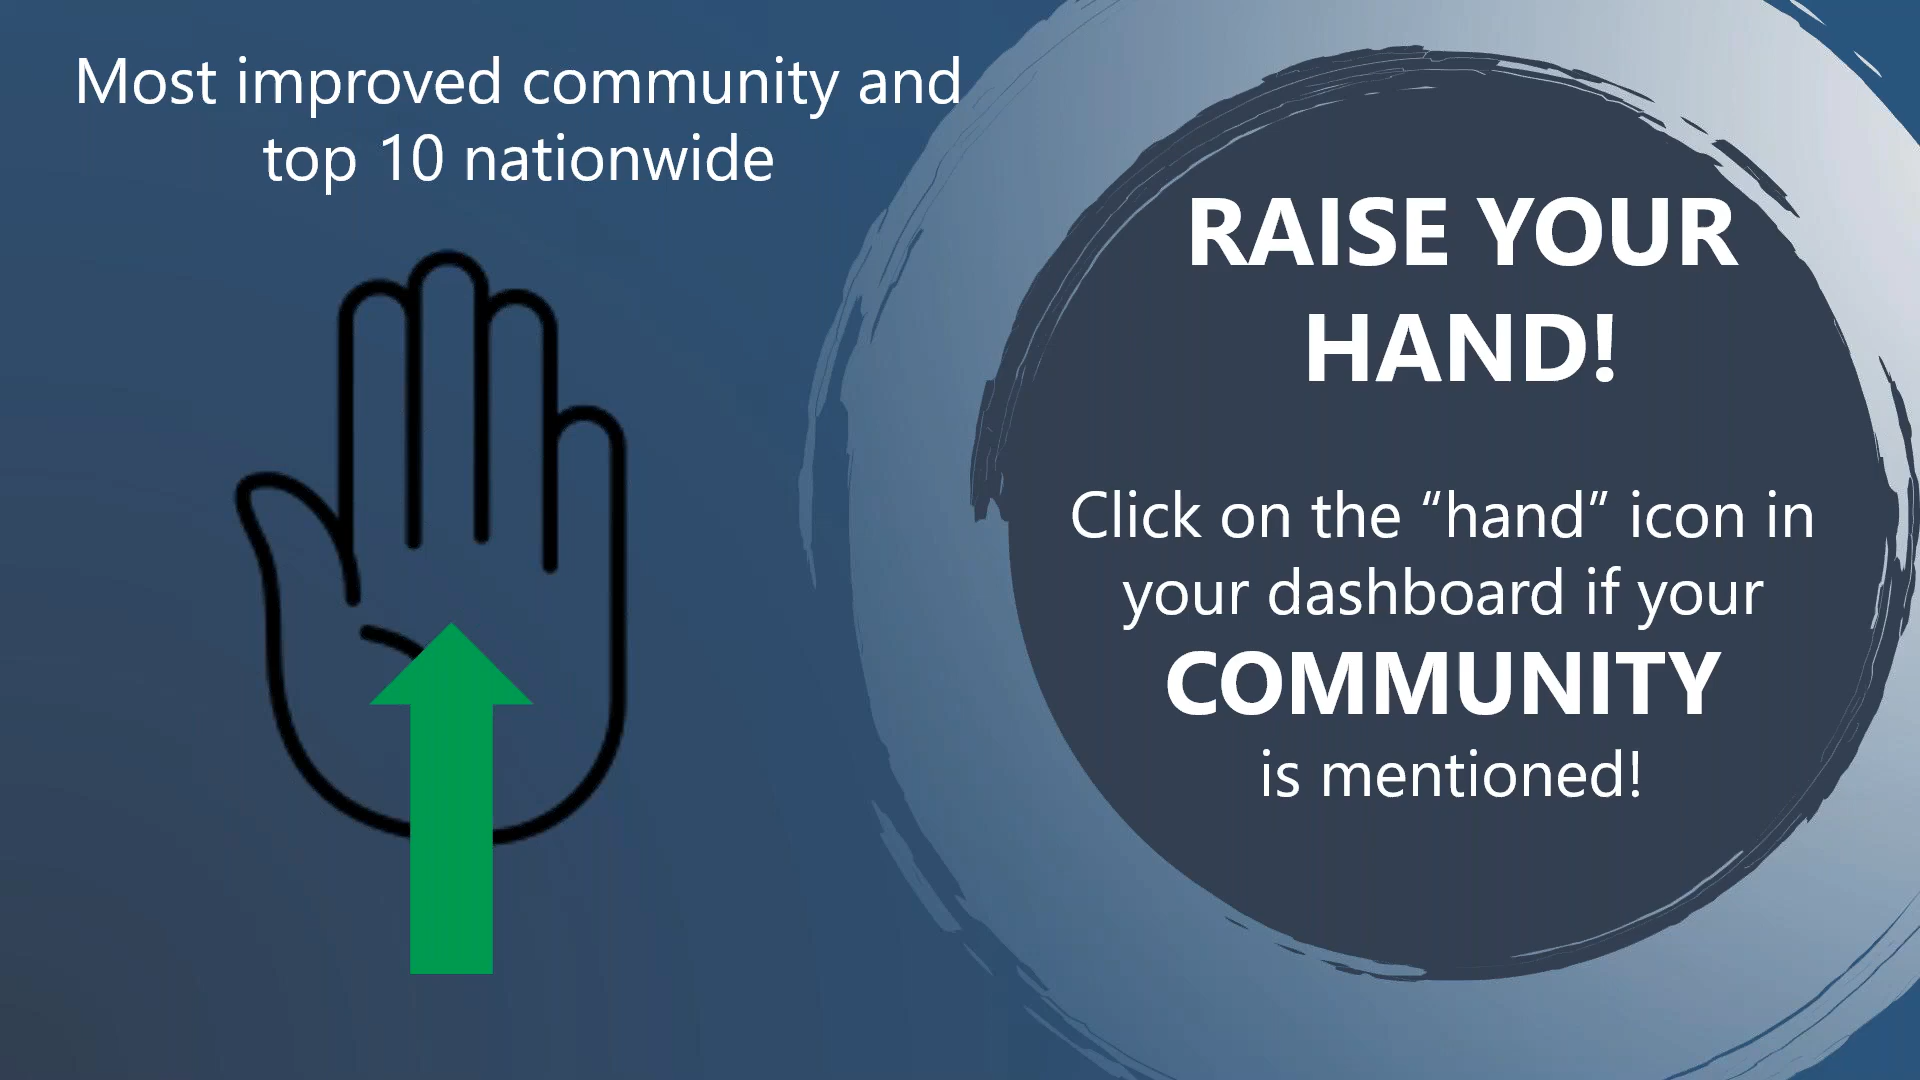 Most improved community and
top 10 nationwide
RAISE YOUR
HAND!
Click on the “hand” icon in
your dashboard if your
COMMUNITY
is mentioned!